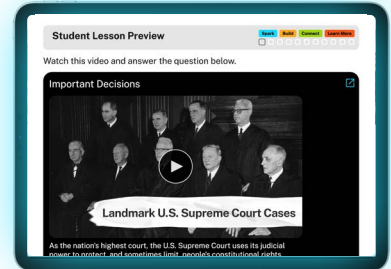 Student Lesson Preview
Spark Build Connect Learn More
Watch this video and answer the question below.
Important Decisions
Landmark U.S. Supreme Court Cases
As the nation's highest court, the U.S. Supreme Court uses its judicial
power to protect, and sometimes limit, people's constitutional rights.